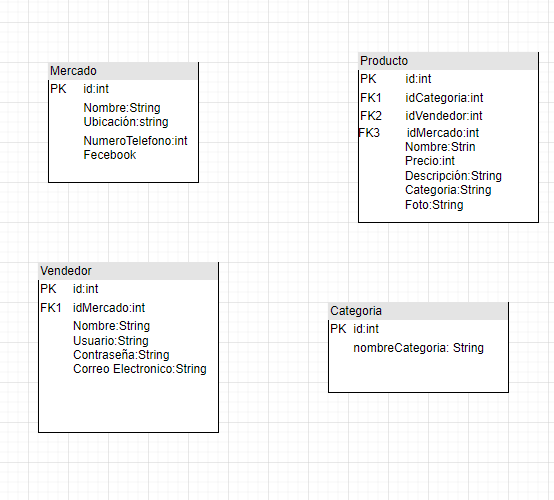 Mercado
PK id:int
Nombre:String
Ubicación:string
NumeroTelefono:int
Fecebook
Producto
PK id:int
FK1 idCategoria:int
FK2 idVendedor:int
FK3 idMercado:int
Nombre:Strin
Precio:int
Descripción:String
Categoria:String
Foto:String
Vendedor
PK id:int
FK1 idMercado:int
Nombre:String
Usuario:String
Contraseña:String
Correo Electronico:String
Categoria
PK id:int
nombreCategoria: String